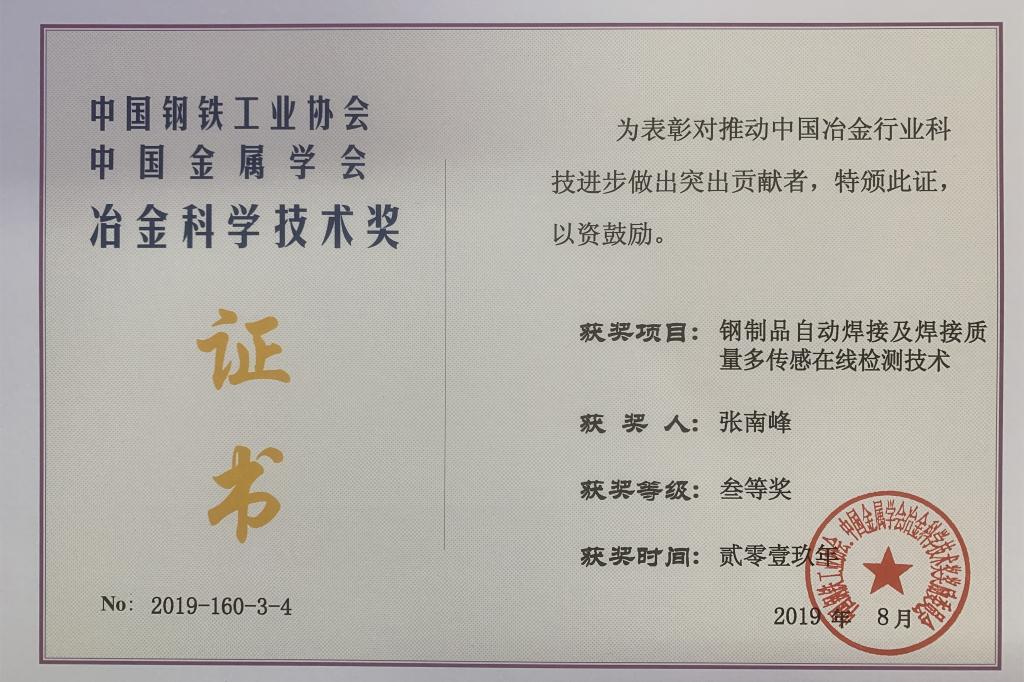 中国钢铁工业协会
中国金属学会
冶金科学技术奖
证
书
No: 2019-160-3-4
为表彰对推动中国冶金行业科
技进步做出突出贡献者，特颁此证，
以资鼓励。
获奖项目：钢制品自动焊接及焊接质
量多传感在线检测技术
获奖人：张南峰
获奖等级：叁等奖
获奖时间：贰零壹玖年
2019年 8月